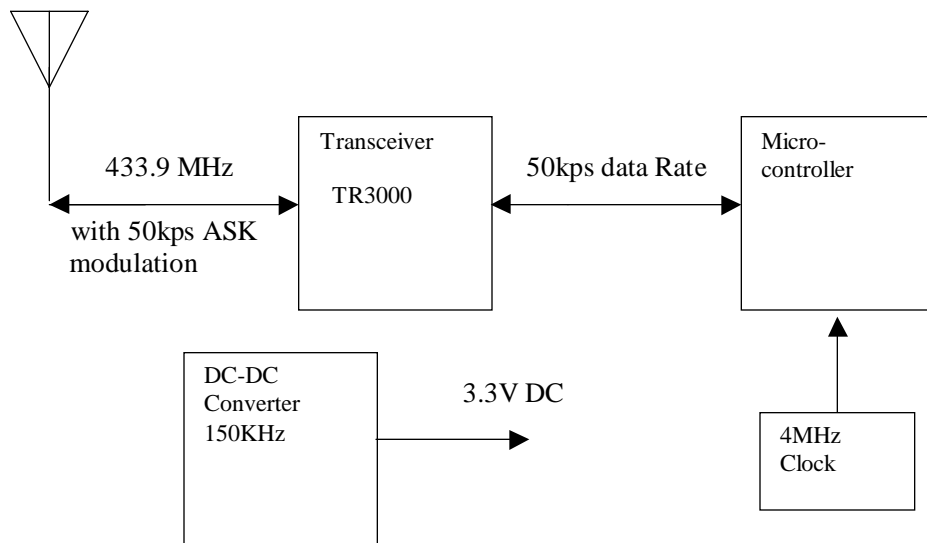 433.9 MHz
with 50kps ASK
modulation
Transceiver
TR3000
50kps data Rate
Micro-
controller
DC-DC
Converter
150KHz
3.3V DC
4MHz
Clock